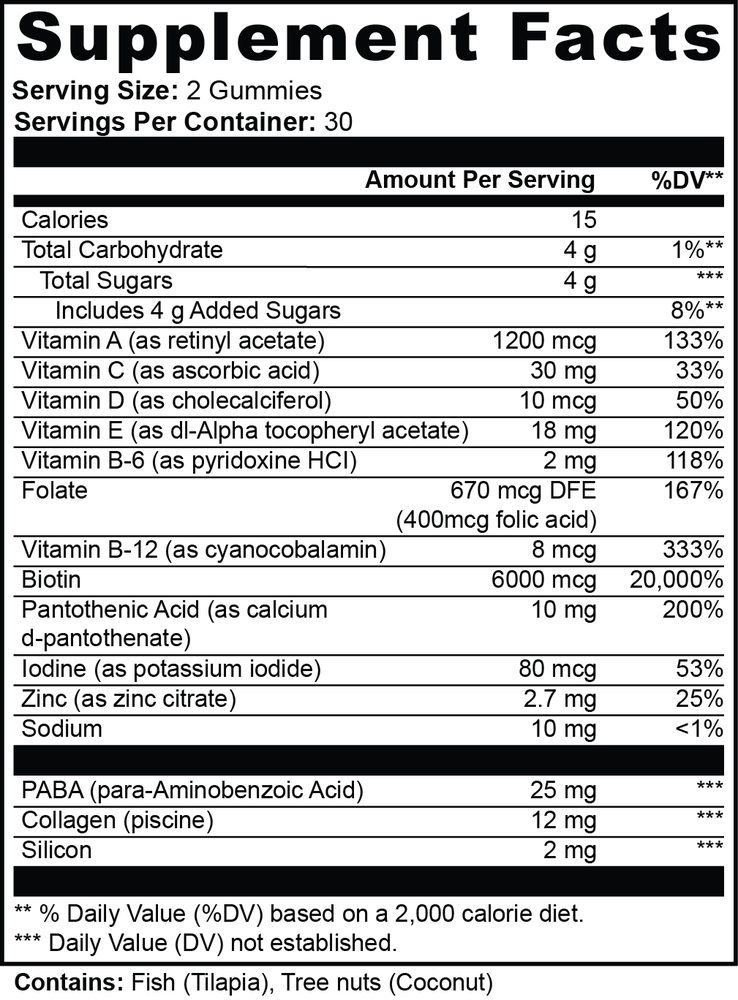 Supplement Facts
Serving Size: 2 Gummies
Servings Per Container: 30
Amount Per Serving %DV**
Calories 15
Total Carbohydrate 4 g 1%**
Total Sugars 4 g ***
Includes 4 g Added Sugars 8%**
Vitamin A (as retinyl acetate) 1200 mcg 133%
Vitamin C (as ascorbic acid) 30 mg 33%
Vitamin D (as cholecalciferol) 10 mcg 50%
Vitamin E (as dl-Alpha tocopheryl acetate) 18 mg 120%
Vitamin B-6 (as pyridoxine HCI) 2 mg 118%
Folate 670 mcg DFE 167%
(400mcg folic acid)
Vitamin B-12 (as cyanocobalamin) 8 mcg 333%
Biotin 6000 mcg 20,000%
Pantothenic Acid (as calcium 10 mg 200%
d-pantothenate)
Iodine (as potassium iodide) 80 mcg 53%
Zinc (as zinc citrate) 2.7 mg 25%
Sodium 10 mg <1%
PABA (para-Aminobenzoic Acid) 25 mg ***
Collagen (piscine) 12 mg ***
Silicon 2 mg ***
** % Daily Value (%DV) based on a 2,000 calorie diet.
*** Daily Value (DV) not established.
Contains: Fish (Tilapia), Tree nuts (Coconut)